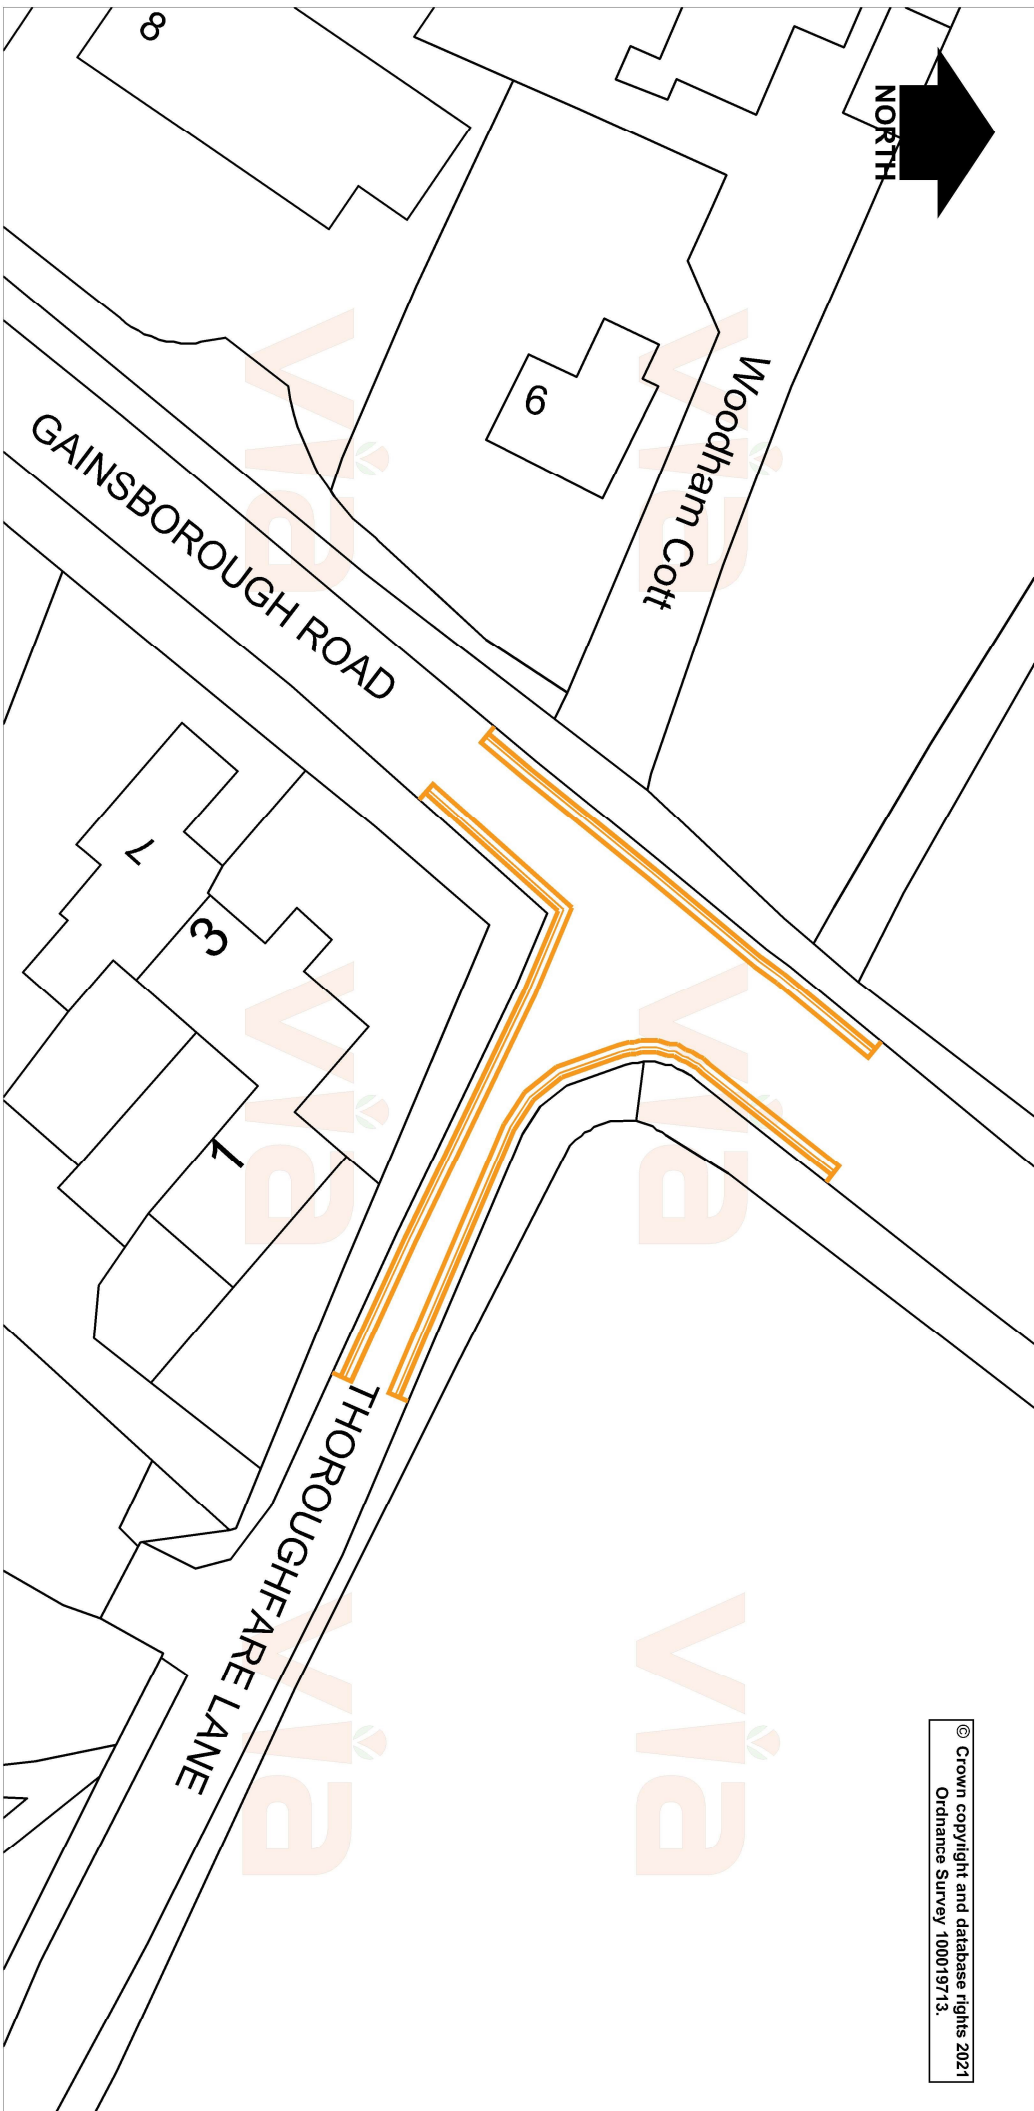 NORTH
8
6
Woodham Cott
GAINSBOROUGH ROAD
7
3
1
THOROUGHFARE LANE
© Crown copyright and database rights 2021
Ordnance Survey 100019713.
via
via
via
via
via
via